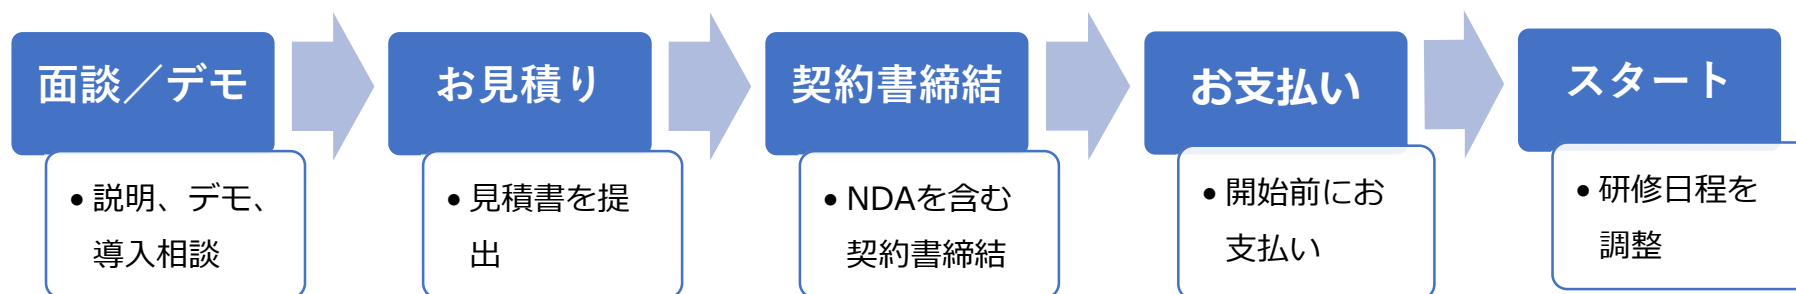 面談／デモ
• 説明、デモ、
導入相談
お見積り
• 見積書を提
出
契約書締結
• NDAを含む
契約書締結
お支払い
• 開始前にお
支払い
スタート
• 研修日程を
調整